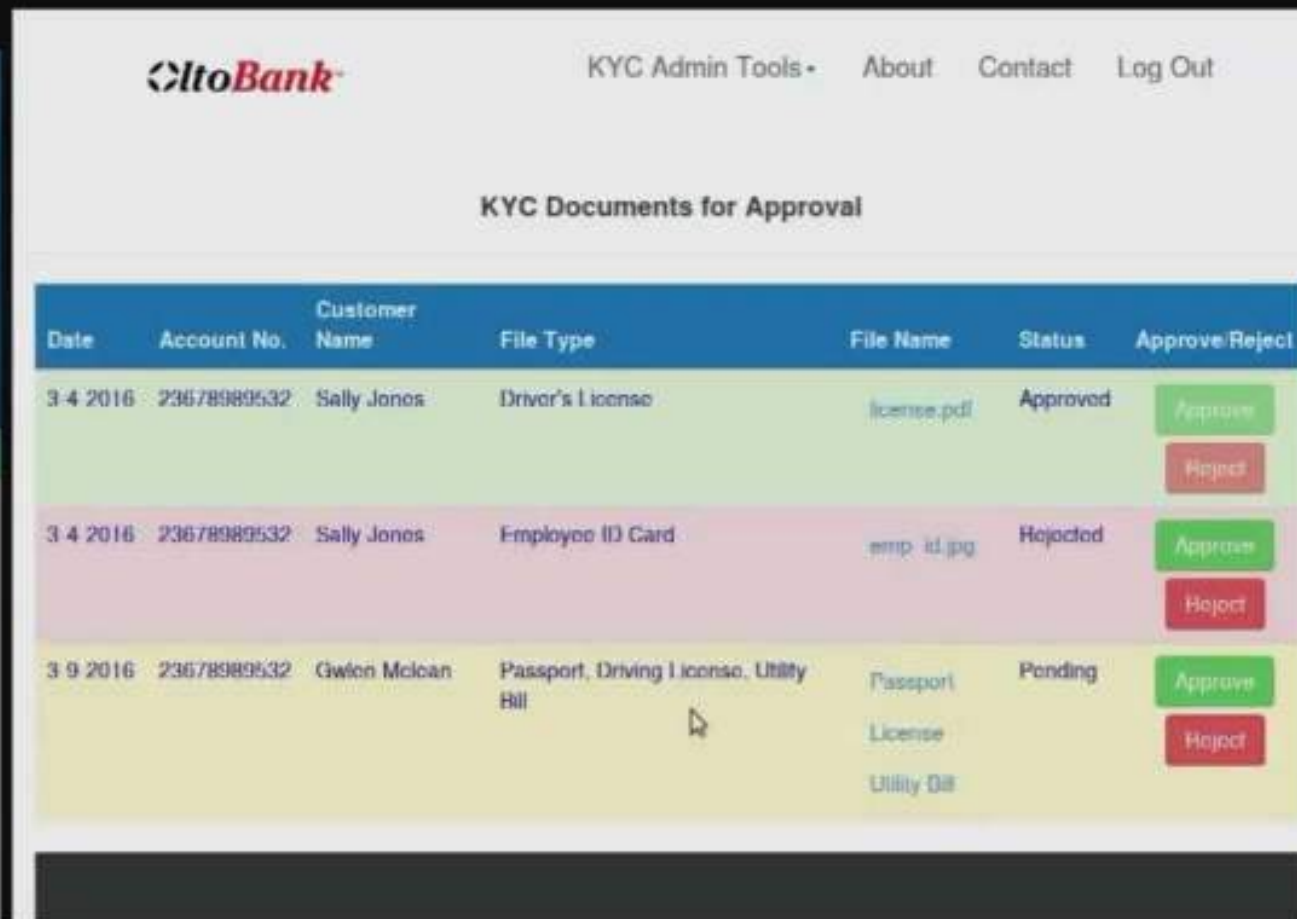 OltoBank
KYC Admin Tools
About
Contact
Log Out
KYC Documents for Approval
Date Account No. Customer Name File Type File Name Status Approve/Reject
3 4 2016 23678989532 Sally Jones Driver's License license.pdf Approved Approve
Reject
3 4 2016 23678989532 Sally Jones Employee ID Card emp id.jpg Rejected Approve
Reject
3 9 2016 23678989532 Gwlen Mclean Passport, Driving License, Utility Bill Passport Pending Approve
License Reject
Utility Bill